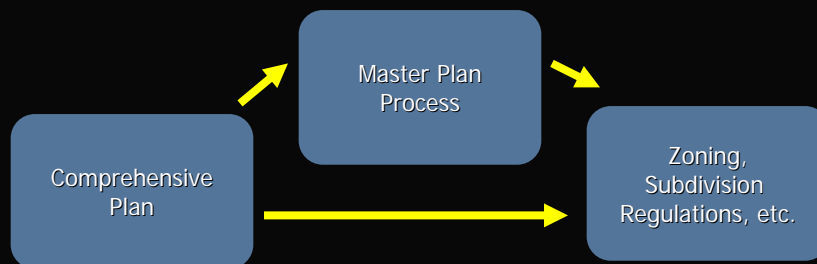 Master Plan
Process
Comprehensive
Plan
Zoning,
Subdivision
Regulations, etc.